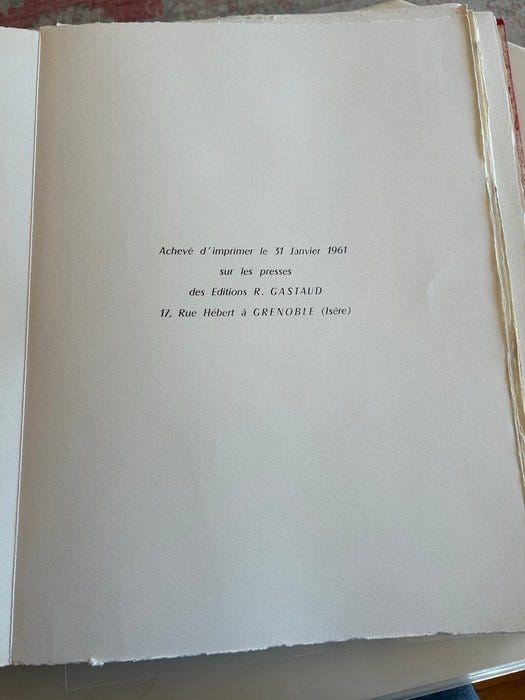 Achevé d'imprimer le 31 Janvier 1961
sur les presses
des Editions R. GASTAUD
17, Rue Hébert à GRENOBLE (Isère)